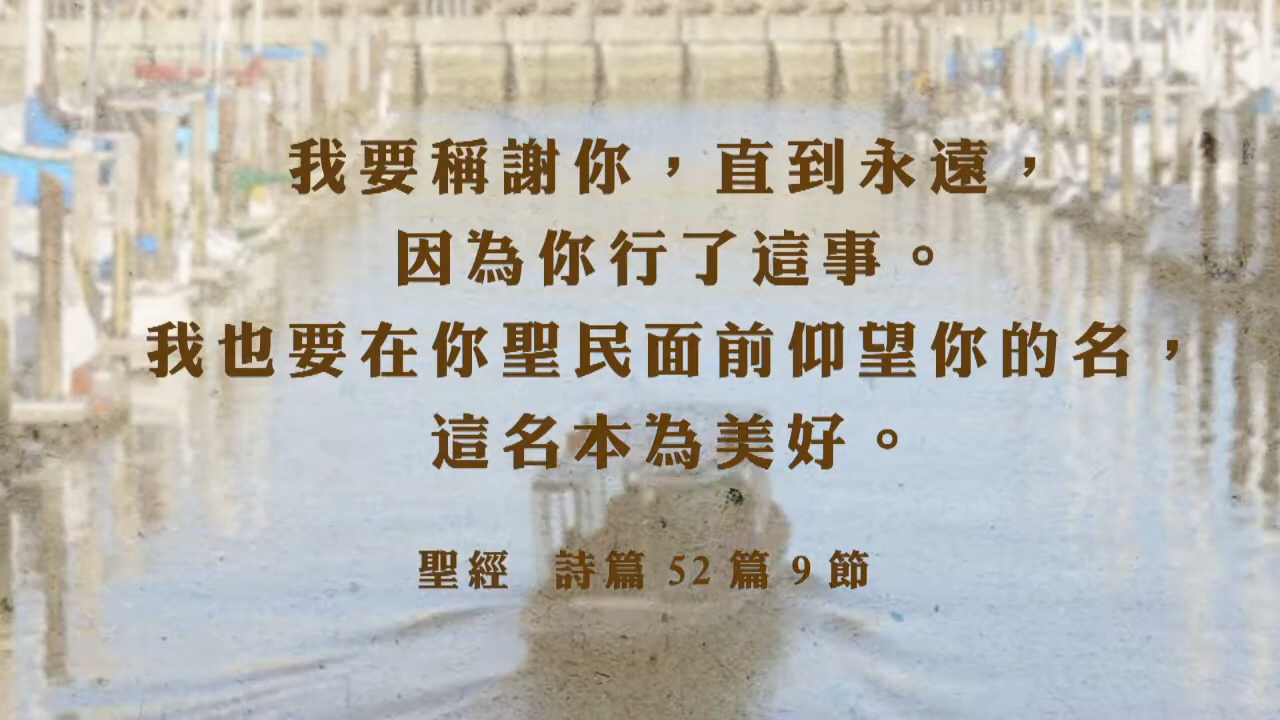 我要稱謝你，直到永遠，
因為你行了這事。
我也要在你聖民面前仰望你的名，
這名本為美好。
聖經 詩篇 52 篇 9 節